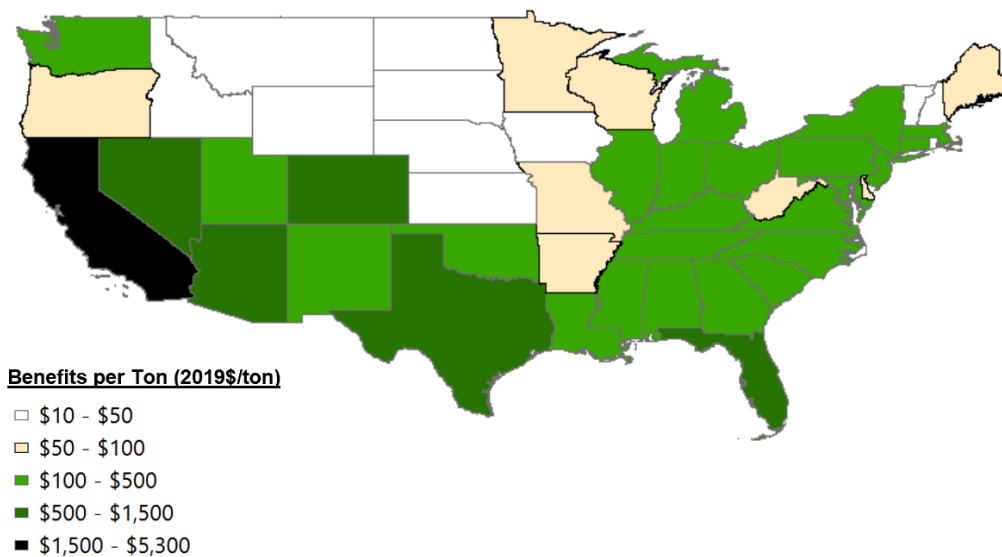 Benefits per Ton (2019$/ton)
$10 - $50
$50 - $100
$100 - $500
$500 - $1,500
$1,500 - $5,300